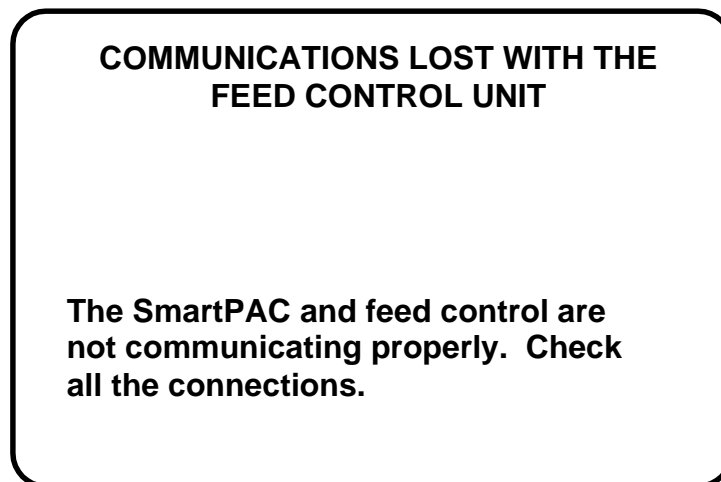 COMMUNICATIONS LOST WITH THE
FEED CONTROL UNIT
The SmartPAC and feed control are
not communicating properly.  Check
all the connections.